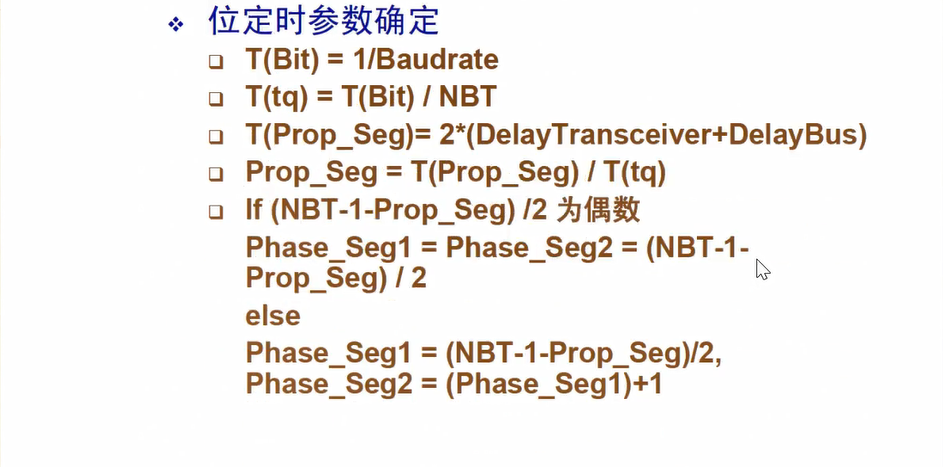 位定时参数确定
T(Bit) = 1/Baudrate
T(tq) = T(Bit) / NBT
T(Prop_Seg)= 2*(DelayTransceiver+DelayBus)
Prop_Seg = T(Prop_Seg) / T(tq)
If (NBT-1-Prop_Seg) /2 为偶数
Phase_Seg1 = Phase_Seg2 = (NBT-1-
Prop_Seg) / 2
else
Phase_Seg1 = (NBT-1-Prop_Seg)/2,
Phase_Seg2 = (Phase_Seg1)+1